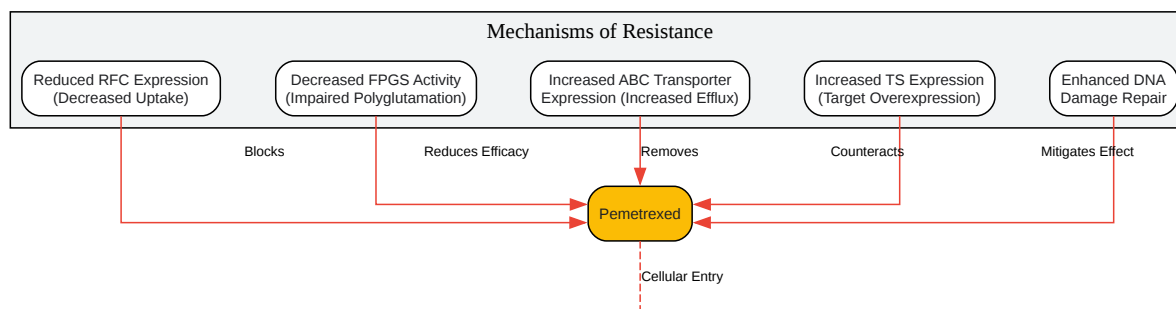 Mechanisms of Resistance
Reduced RFC Expression
(Decreased Uptake)
Decreased FPGS Activity
(Impaired Polyglutamation)
Increased ABC Transporter
Expression (Increased Efflux)
Increased TS Expression
(Target Overexpression)
Enhanced DNA
Damage Repair
Blocks
Reduces Efficacy
Removes
Counteracts
Mitigates Effect
Pemetrexed
Cellular Entry